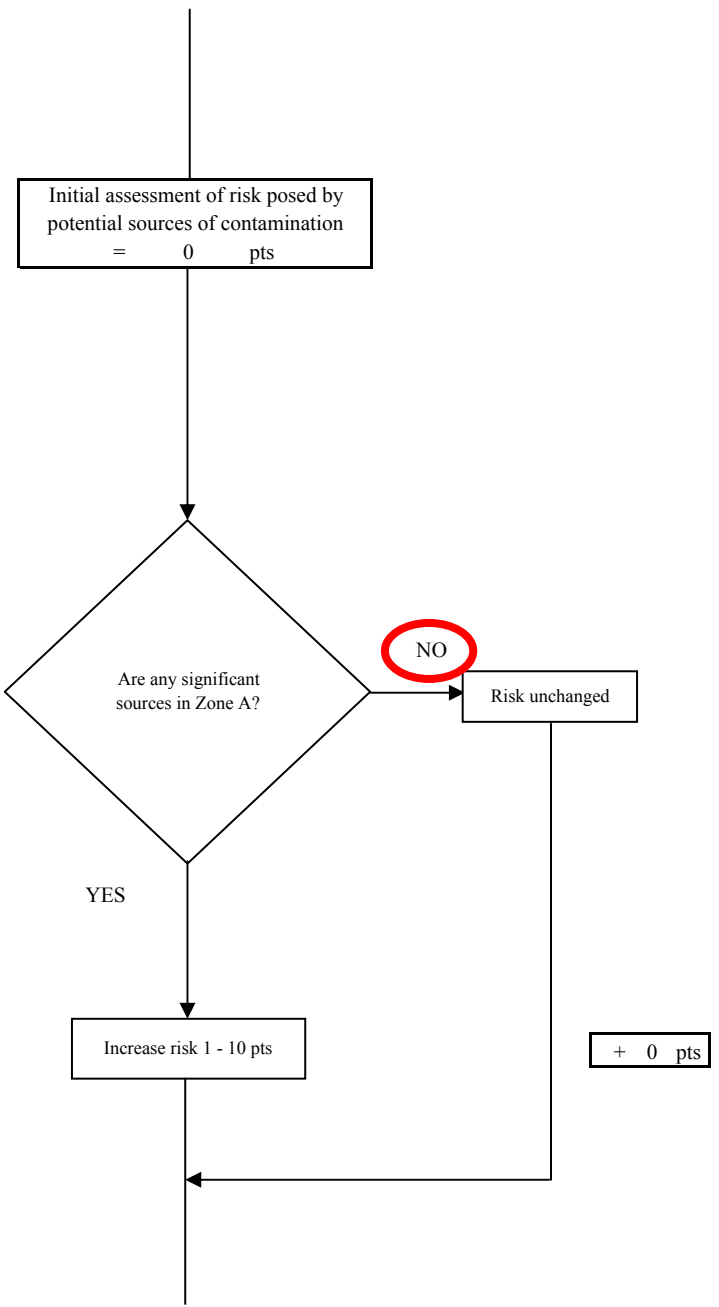 Initial assessment of risk posed by
potential sources of contamination
= 0 pts
NO
Are any significant
sources in Zone A?
Risk unchanged
YES
Increase risk 1 - 10 pts
+ 0 pts